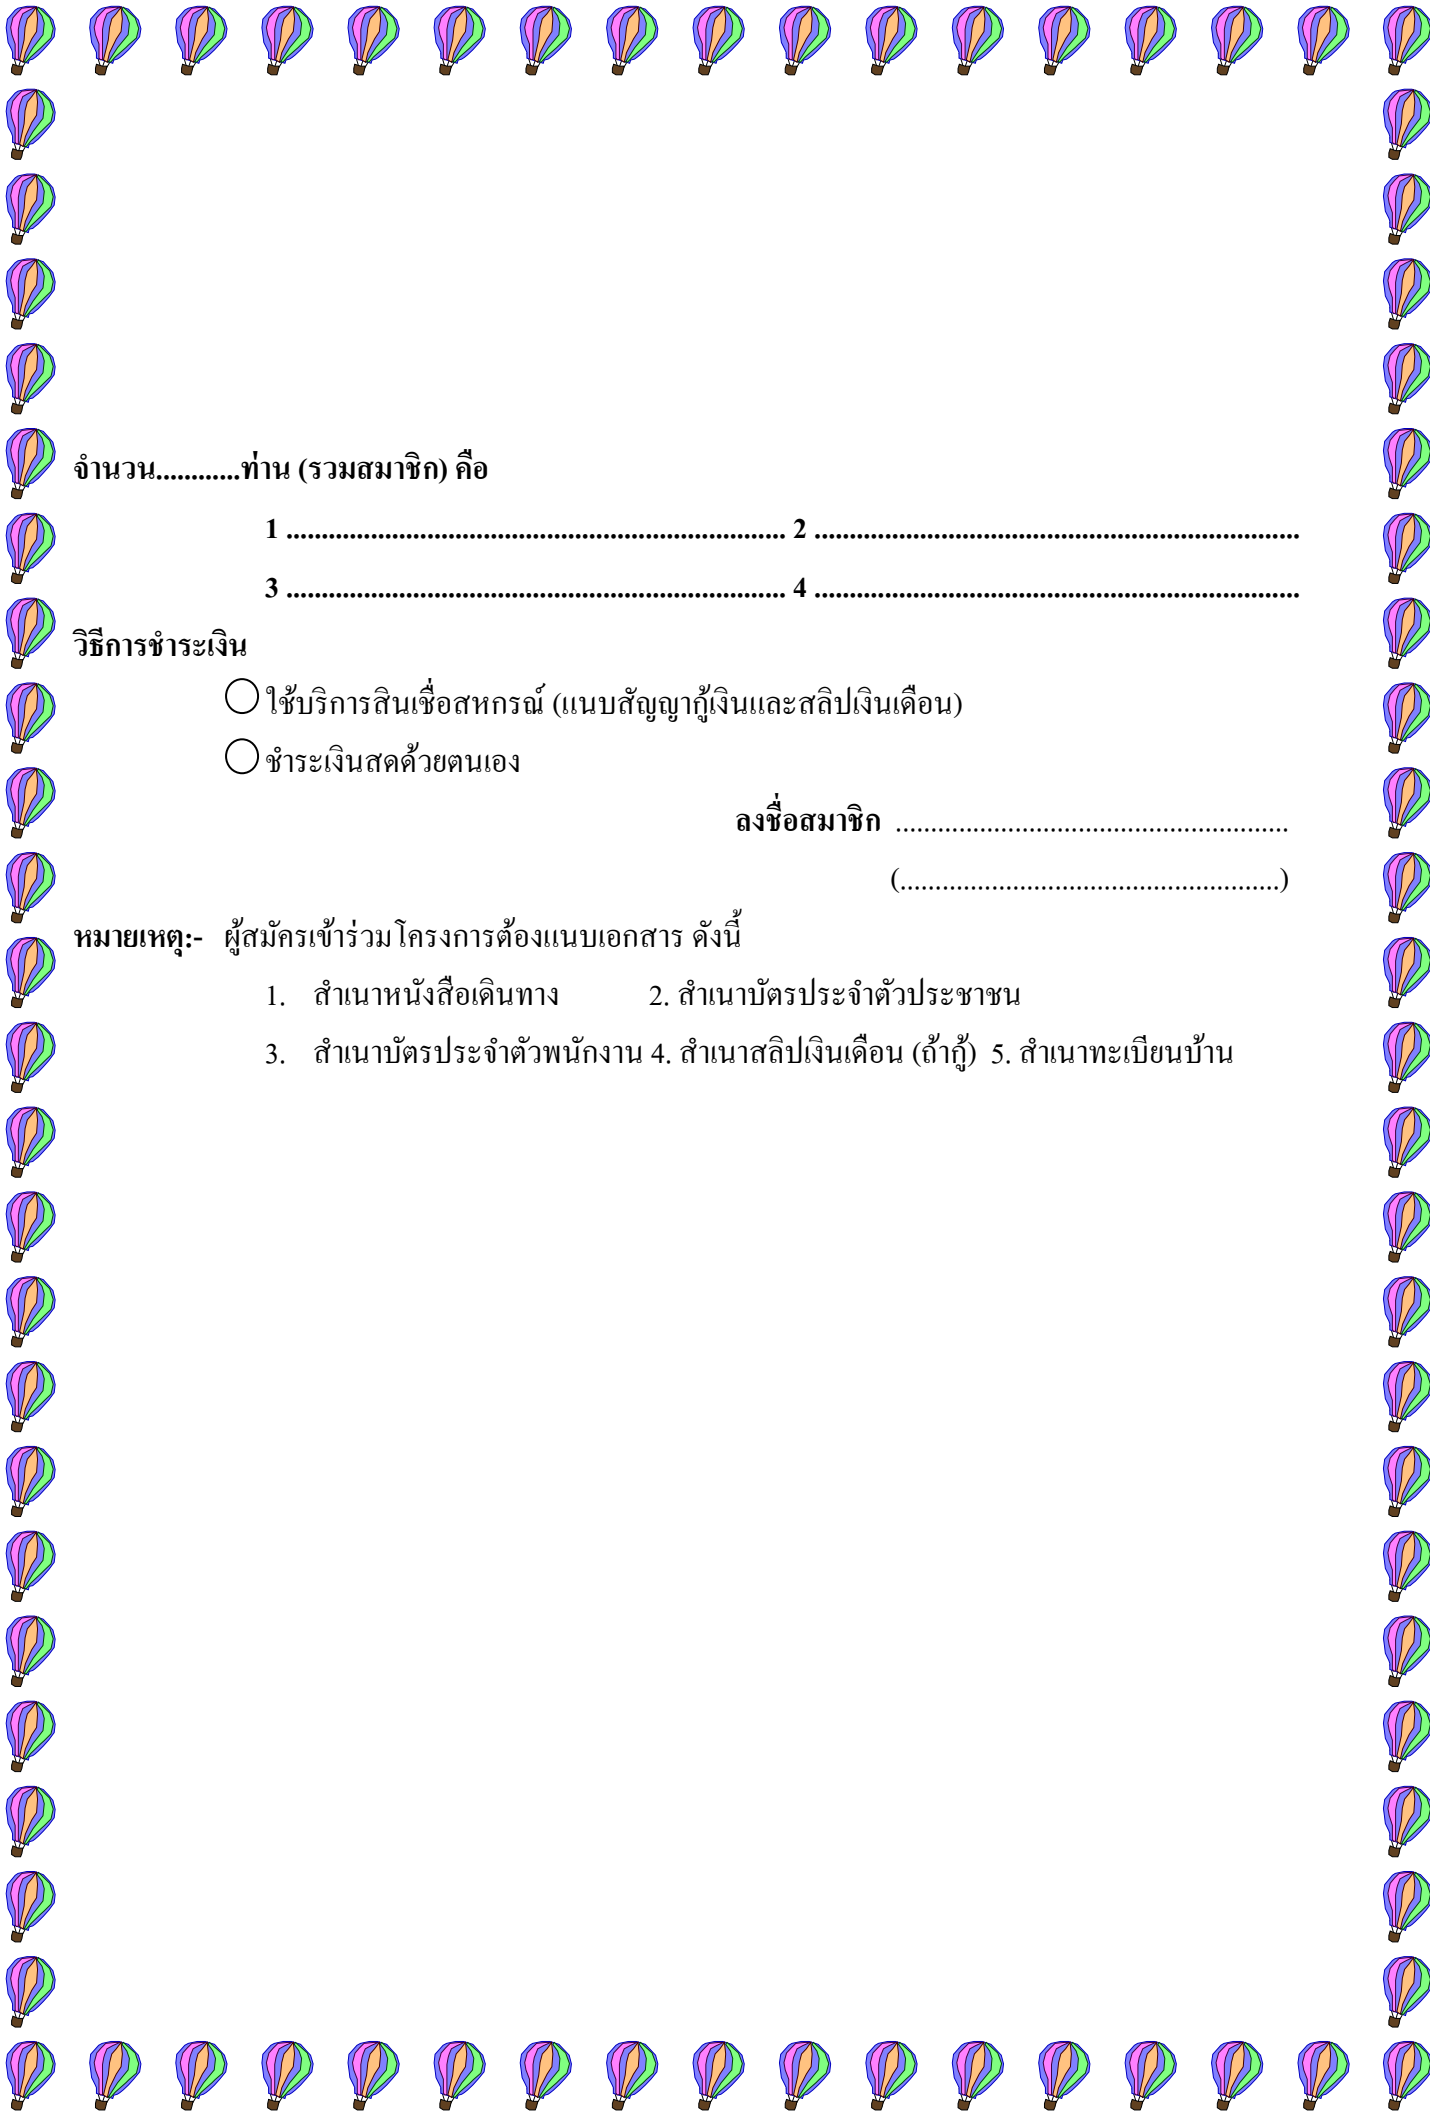 จำนวน............ท่าน (รวมสมาชิก) คือ
1 ....................................................................... 2 .....................................................................
3 ....................................................................... 4 .....................................................................
วิธีการชำระเงิน
ใช้บริการสินเชื่อสหกรณ์ (แนบสัญญากู้เงินและสลิปเงินเดือน)
ชำระเงินสดด้วยตนเอง
ลงชื่อสมาชิก ........................................................
(......................................................)
หมายเหตุ:- ผู้สมัครเข้าร่วมโครงการต้องแนบเอกสาร ดังนี้
1. สำเนาหนังสือเดินทาง 2. สำเนาบัตรประจำตัวประชาชน
3. สำเนาบัตรประจำตัวพนักงาน 4. สำเนาสลิปเงินเดือน (ถ้ากู้) 5. สำเนาทะเบียนบ้าน